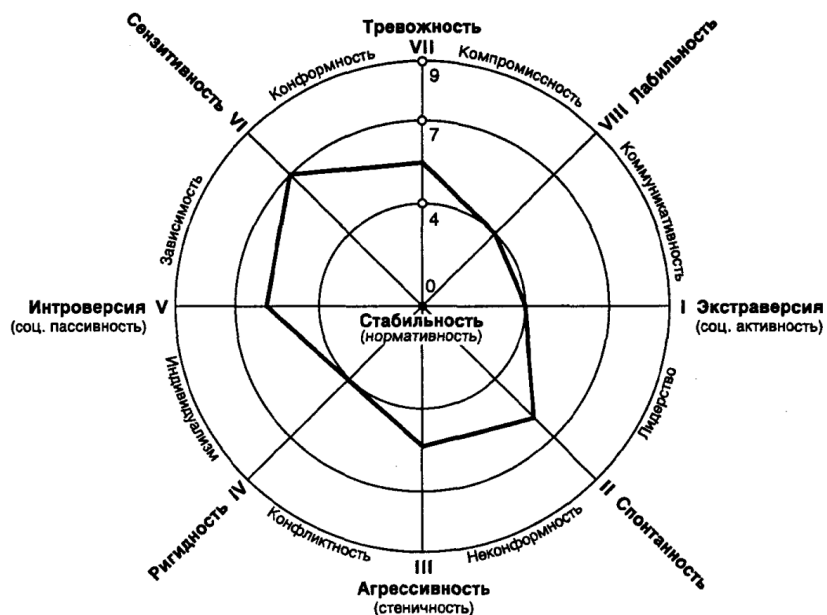 Тревожность
VII
Сензитивность VI
Конформность
9
Компромиссность
VIII Лабильность
7
Зависимость
Коммуникативность
4
0
Интроверсия V
(соц. пассивность)
Стабильность
(нормативность)
I Экстраверсия
(соц. активность)
Индивидуализм
Лидерство
Ригидность IV
Конфликтность
Неконформность
II Спонтанность
III
Агрессивность
(стеничность)